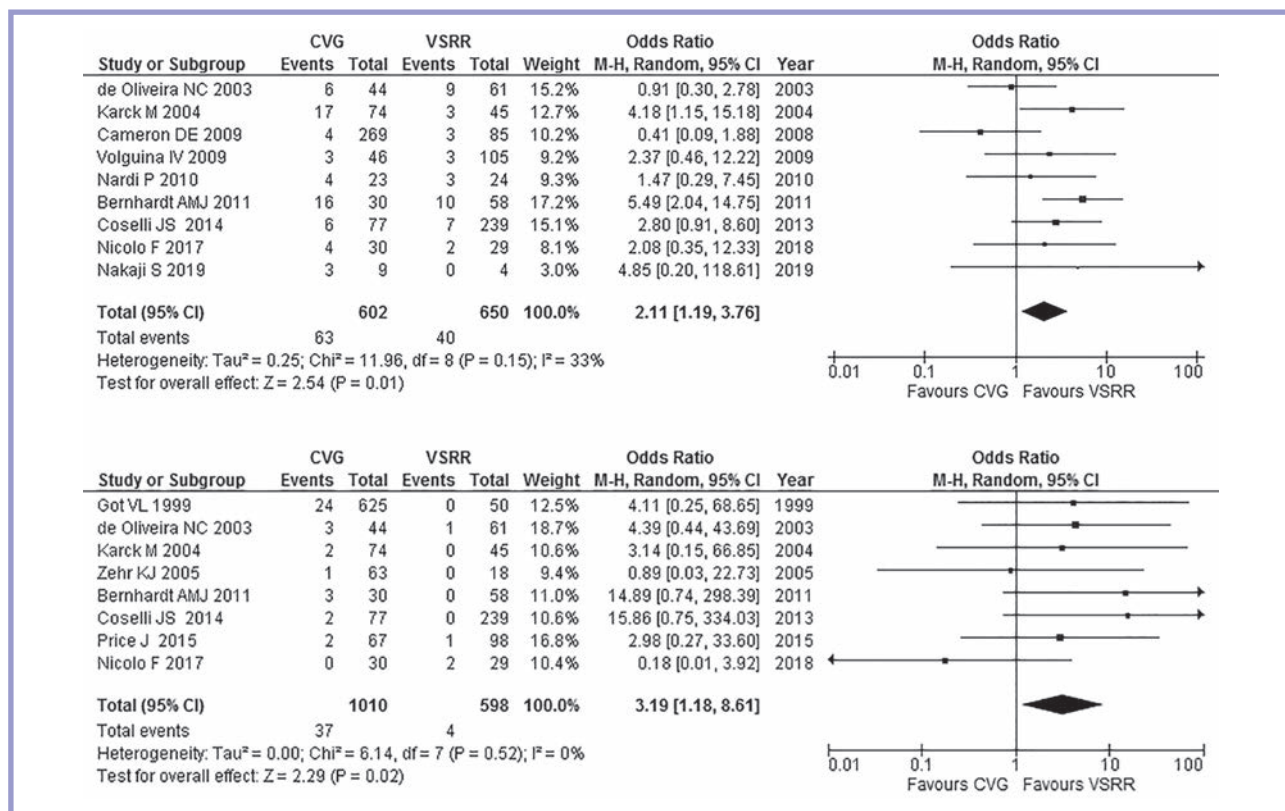 CVG VSRR Odds Ratio Odds Ratio
Study or Subgroup Events Total Events Total Weight M-H, Random, 95% CI Year M-H, Random, 95% CI
de Oliveira NC 2003 6 44 9 61 15.2% 0.91 [0.30, 2.78] 2003
Karck M 2004 17 74 3 45 12.7% 4.18 [1.15, 15.18] 2004
Cameron DE 2009 4 269 3 85 10.2% 0.41 [0.09, 1.88] 2008
Volguina IV 2009 3 46 3 105 9.2% 2.37 [0.46, 12.22] 2009
Nardi P 2010 4 23 3 24 9.3% 1.47 [0.29, 7.45] 2010
Bernhardt AMJ 2011 16 30 10 58 17.2% 5.49 [2.04, 14.75] 2011
Coselli JS 2014 6 77 7 239 15.1% 2.80 [0.91, 8.60] 2013
Nicolo F 2017 4 30 2 29 8.1% 2.08 [0.35, 12.33] 2018
Nakaji S 2019 3 9 0 4 3.0% 4.85 [0.20, 118.61] 2019
Total (95% CI) 602 650 100.0% 2.11 [1.19, 3.76]
Total events 63 40
Heterogeneity: Tau² = 0.25; Chi² = 11.96, df = 8 (P = 0.15); I² = 33%
Test for overall effect: Z = 2.54 (P = 0.01)
0.01 0.1 1 10 100
Favours CVG Favours VSRR
CVG VSRR Odds Ratio Odds Ratio
Study or Subgroup Events Total Events Total Weight M-H, Random, 95% CI Year M-H, Random, 95% CI
Got VL 1999 24 625 0 50 12.5% 4.11 [0.25, 68.65] 1999
de Oliveira NC 2003 3 44 1 61 18.7% 4.39 [0.44, 43.69] 2003
Karck M 2004 2 74 0 45 10.6% 3.14 [0.15, 66.85] 2004
Zehr KJ 2005 1 63 0 18 9.4% 0.89 [0.03, 22.73] 2005
Bernhardt AMJ 2011 3 30 0 58 11.0% 14.89 [0.74, 298.39] 2011
Coselli JS 2014 2 77 0 239 10.6% 15.86 [0.75, 334.03] 2013
Price J 2015 2 67 1 98 16.8% 2.98 [0.27, 33.60] 2015
Nicolo F 2017 0 30 2 29 10.4% 0.18 [0.01, 3.92] 2018
Total (95% CI) 1010 598 100.0% 3.19 [1.18, 8.61]
Total events 37 4
Heterogeneity: Tau² = 0.00; Chi² = 6.14, df = 7 (P = 0.52); I² = 0%
Test for overall effect: Z = 2.29 (P = 0.02)
0.01 0.1 1 10 100
Favours CVG Favours VSRR